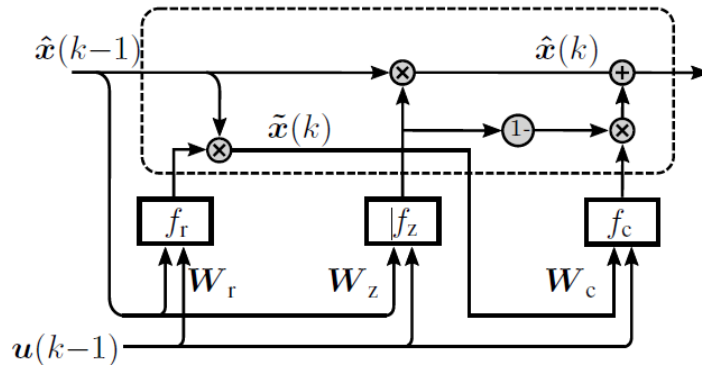 x̂(k−1) × x̂(k) +
x̃(k) 1- ×
×
f_r |f_z f_c
W_r W_z W_c
u(k−1)